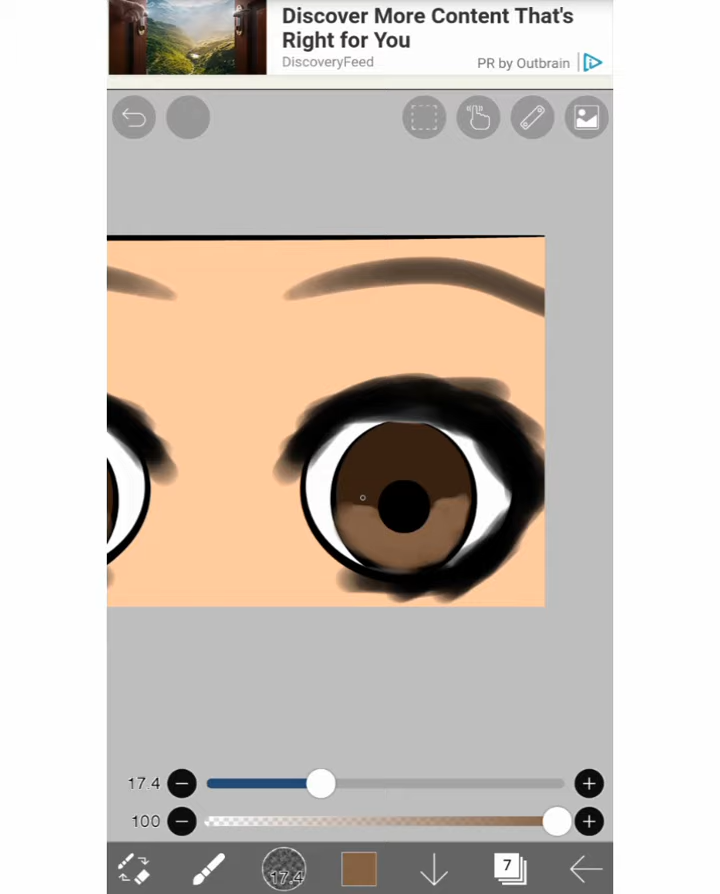 Discover More Content That's
Right for You
DiscoveryFeed
PR by Outbrain
17.4
100
17.4
7